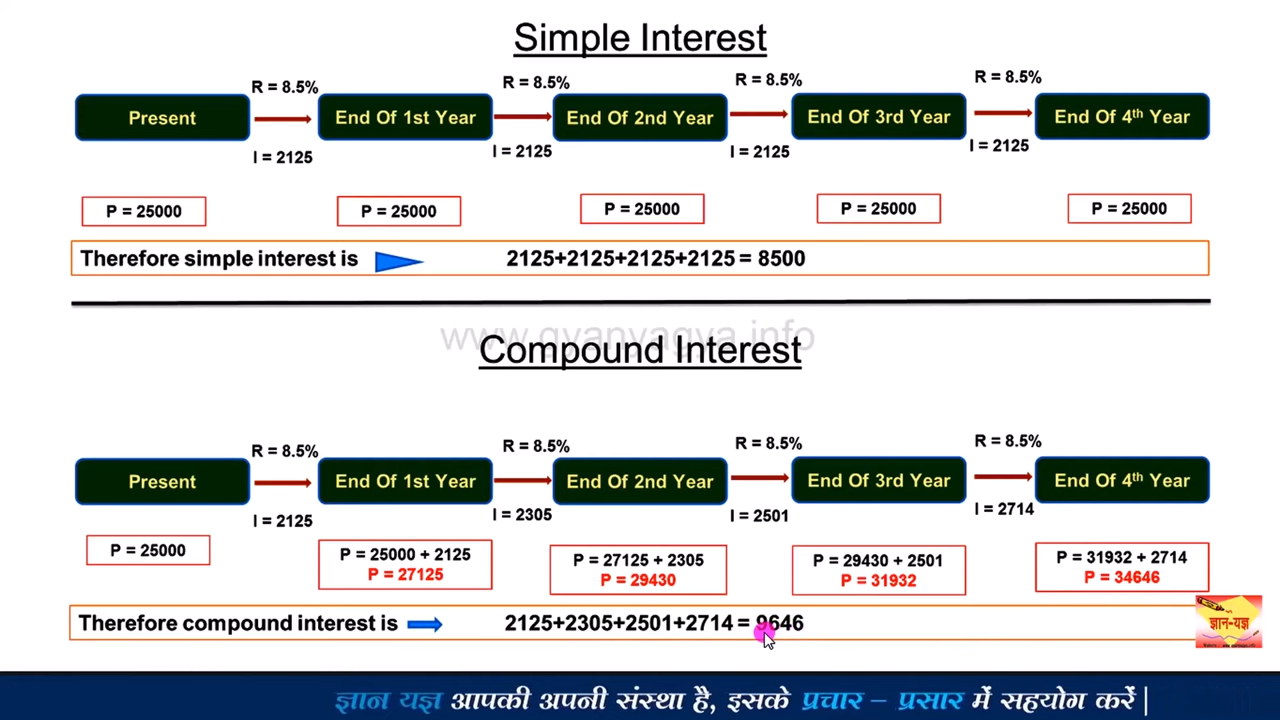 Simple Interest
R = 8.5% R = 8.5% R = 8.5% R = 8.5%
Present End Of 1st Year End Of 2nd Year End Of 3rd Year End Of 4th Year
I = 2125 I = 2125 I = 2125 I = 2125
P = 25000 P = 25000 P = 25000 P = 25000 P = 25000
Therefore simple interest is 2125+2125+2125+2125 = 8500
www.gyanyagya.info
Compound Interest
R = 8.5% R = 8.5% R = 8.5% R = 8.5%
Present End Of 1st Year End Of 2nd Year End Of 3rd Year End Of 4th Year
I = 2125 I = 2305 I = 2501 I = 2714
P = 25000 P = 25000 + 2125 P = 27125 + 2305 P = 29430 + 2501 P = 31932 + 2714
P = 27125 P = 29430 P = 31932 P = 34646
Therefore compound interest is 2125+2305+2501+2714 = 9646
ज्ञान-यज्ञ
ज्ञान यज्ञ आपकी अपनी संस्था है, इसके प्रचार – प्रसार में सहयोग करें |